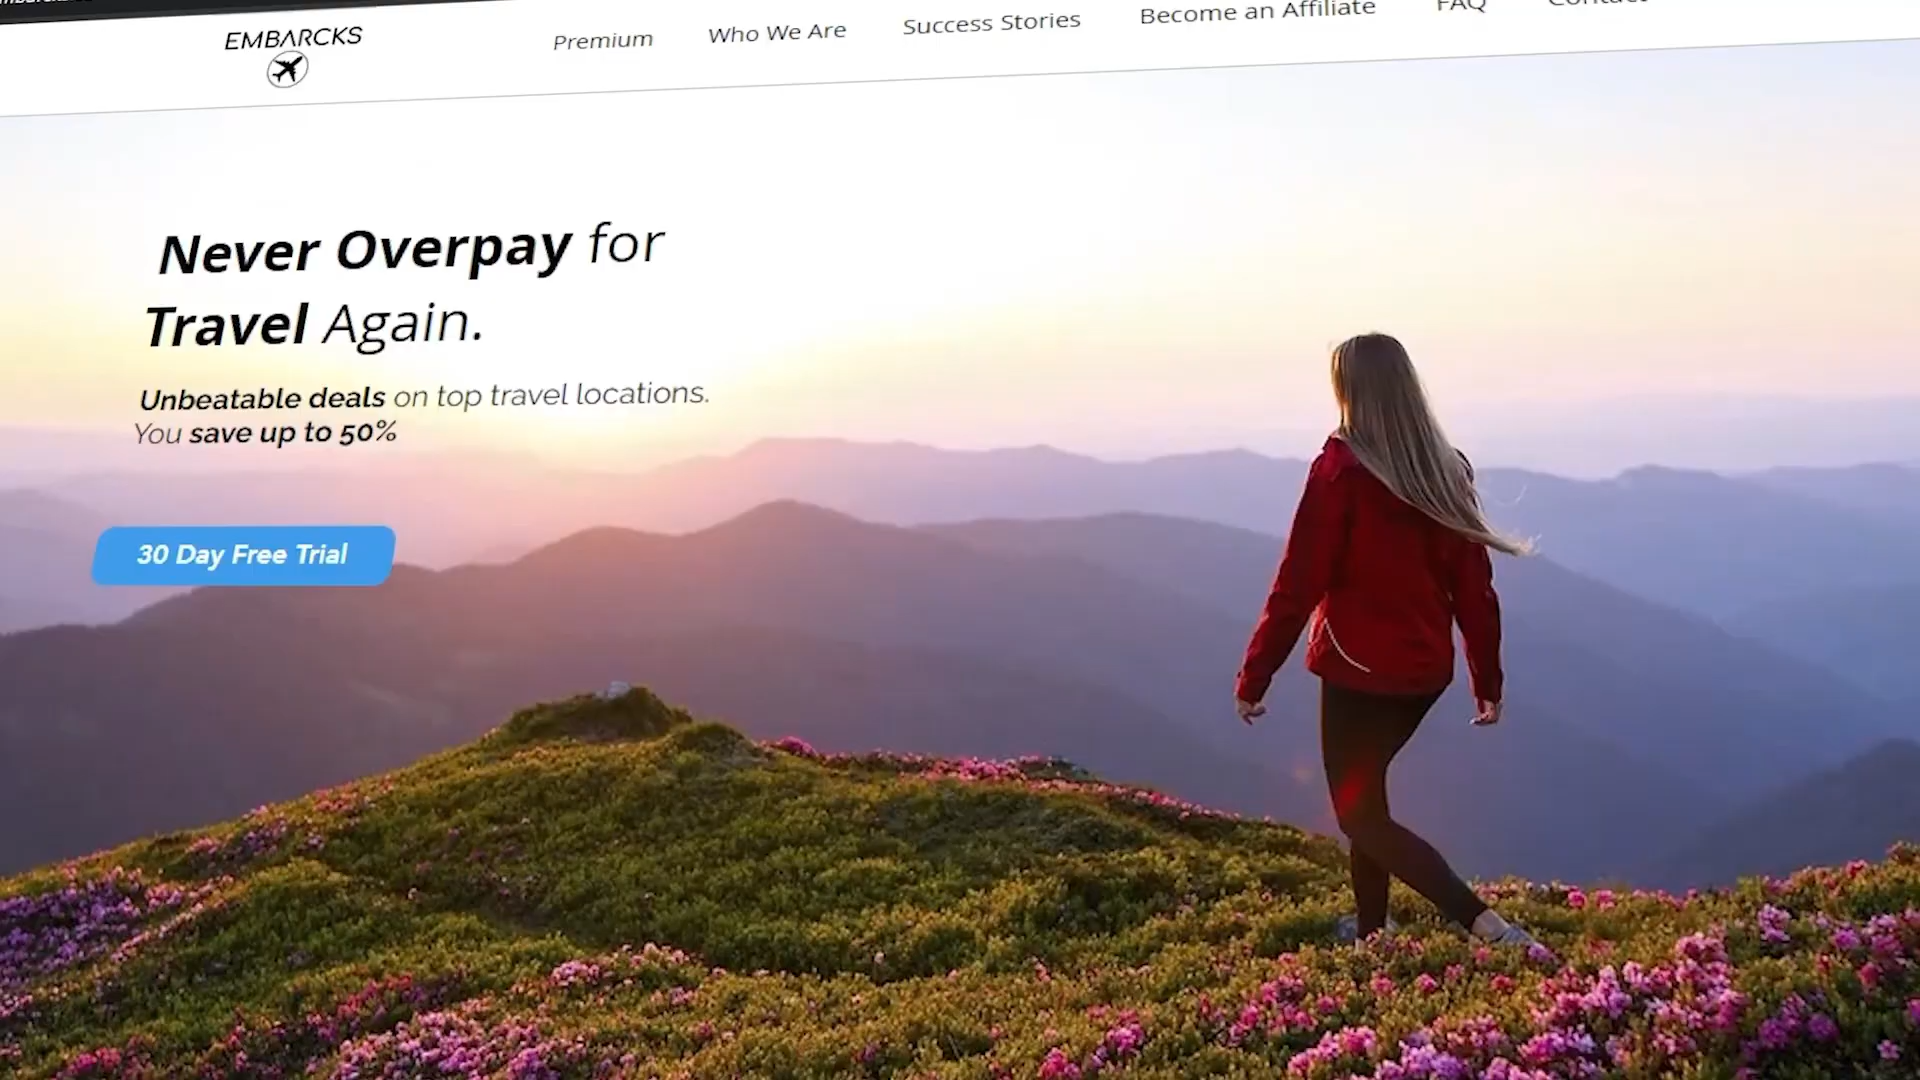 EMBARCKS
Premium
Who We Are
Success Stories
Become an Affiliate
FAQ
Contact
Never Overpay for
Travel Again.
Unbeatable deals on top travel locations.
You save up to 50%
30 Day Free Trial